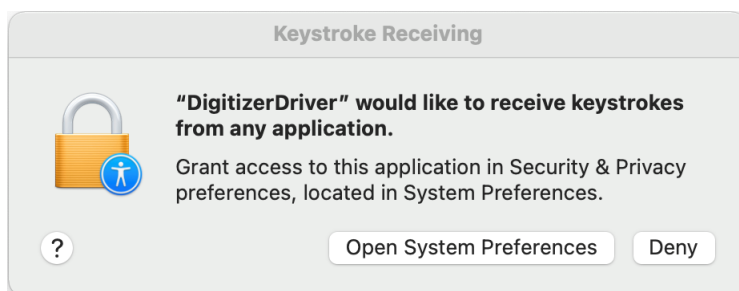 Keystroke Receiving
“DigitizerDriver” would like to receive keystrokes
from any application.
Grant access to this application in Security & Privacy
preferences, located in System Preferences.
?
Open System Preferences
Deny